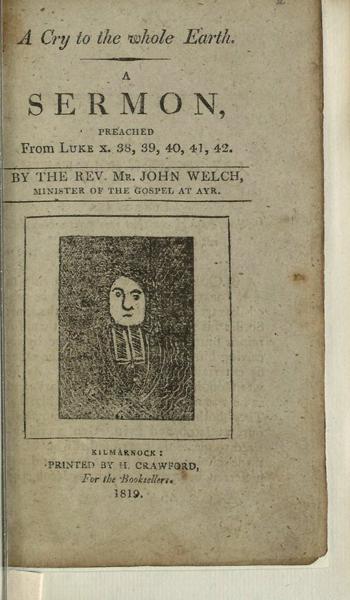 A Cry to the whole Earth.
A
SERMON,
PREACHED
From LUKE X. 38, 39, 40, 41, 42.
BY THE REV. MR. JOHN WELCH,
MINISTER OF THE GOSPEL AT AYR.
KILMARNOCK:
PRINTED BY H. CRAWFORD,
For the Booksellers.
1819.